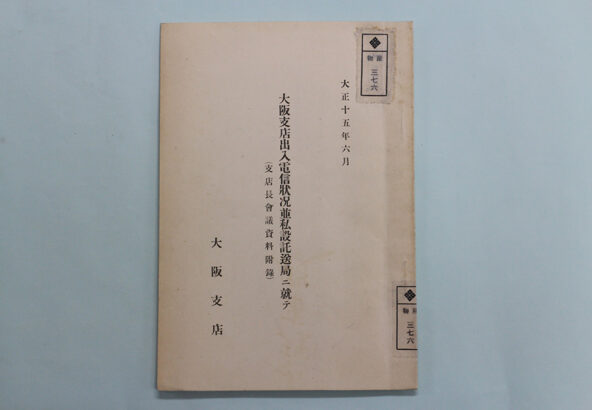 大正十五年六月
大阪支店出入電信狀況並私設託送局ニ就テ
（支店長會議資料附錄）
大阪支店
物
三七六
物
三七六